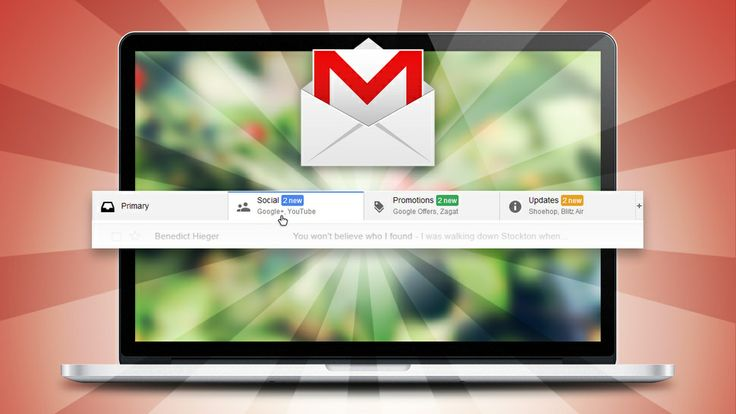 Primary
Social 2 new
Google+, YouTube
Promotions 2 new
Google Offers, Zagat
Updates 2 new
Shoehop, Blitz Air
+
Benedict Hieger You won't believe who I found - I was walking down Stockton when...